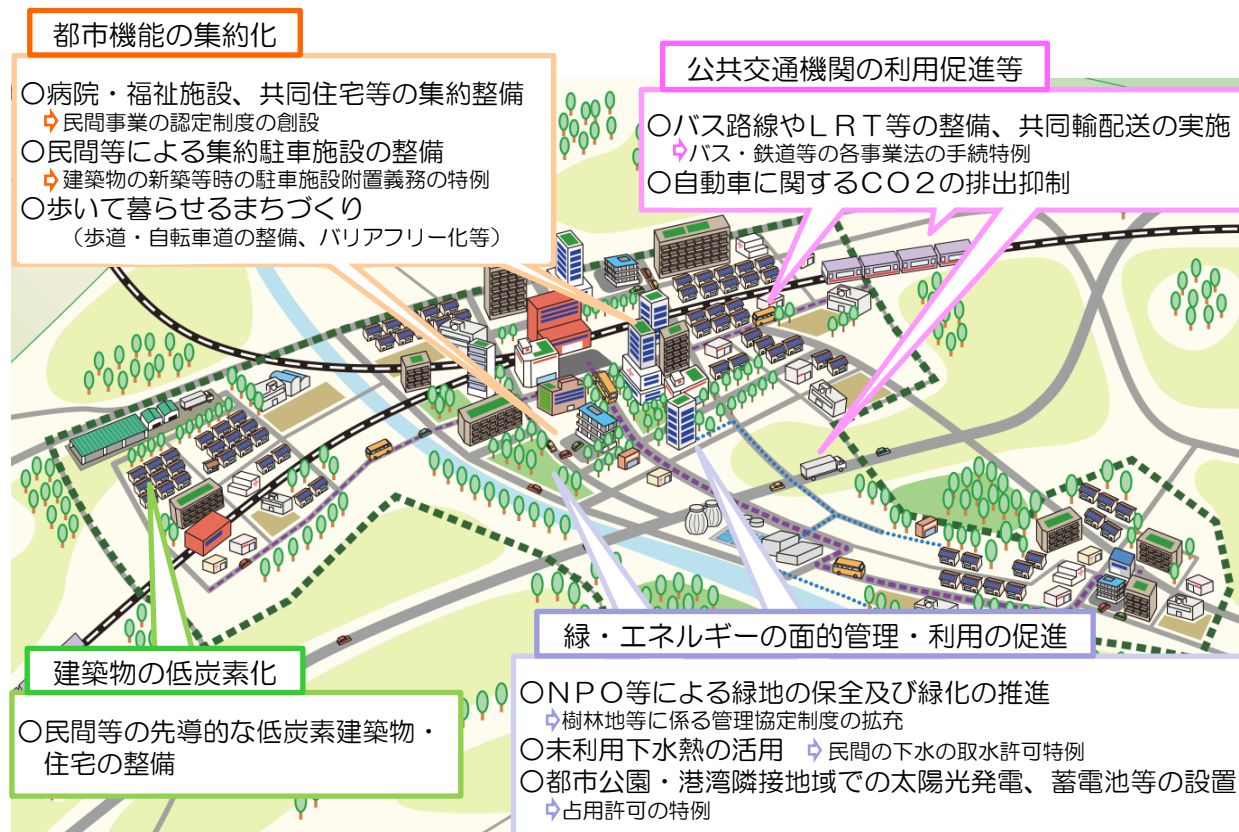 都市機能の集約化
○病院・福祉施設、共同住宅等の集約整備
⇨民間事業の認定制度の創設
○民間等による集約駐車施設の整備
⇨建築物の新築等時の駐車施設附置義務の特例
○歩いて暮らせるまちづくり
（歩道・自転車道の整備、バリアフリー化等）
公共交通機関の利用促進等
○バス路線やＬＲＴ等の整備、共同輸配送の実施
⇨バス・鉄道等の各事業法の手続特例
○自動車に関するＣＯ２の排出抑制
建築物の低炭素化
○民間等の先導的な低炭素建築物・
住宅の整備
緑・エネルギーの面的管理・利用の促進
○ＮＰＯ等による緑地の保全及び緑化の推進
⇨樹林地等に係る管理協定制度の拡充
○未利用下水熱の活用　⇨民間の下水の取水許可特例
○都市公園・港湾隣接地域での太陽光発電、蓄電池等の設置
⇨占用許可の特例